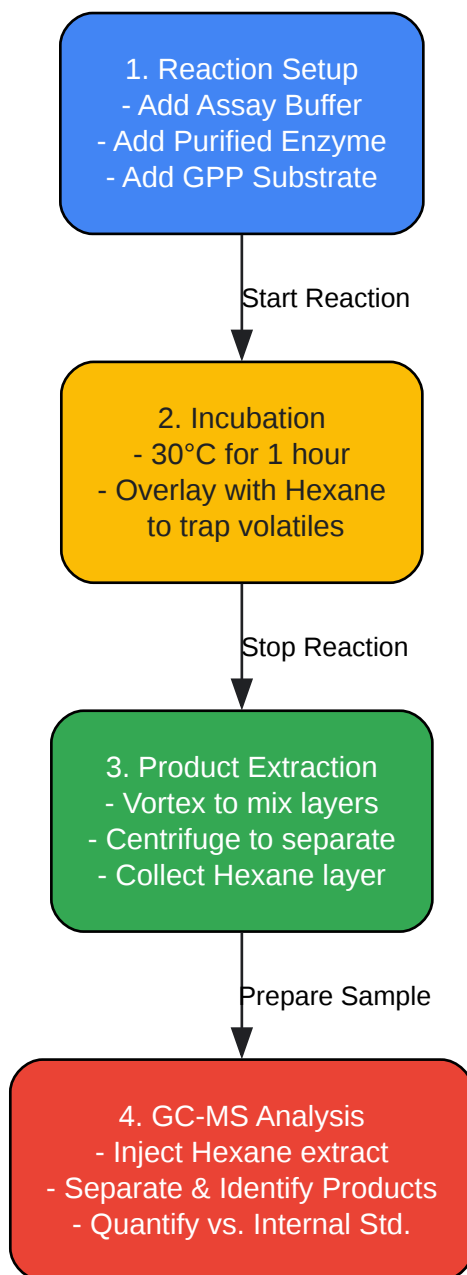 1. Reaction Setup
- Add Assay Buffer
- Add Purified Enzyme
- Add GPP Substrate
Start Reaction
2. Incubation
- 30°C for 1 hour
- Overlay with Hexane
to trap volatiles
Stop Reaction
3. Product Extraction
- Vortex to mix layers
- Centrifuge to separate
- Collect Hexane layer
Prepare Sample
4. GC-MS Analysis
- Inject Hexane extract
- Separate & Identify Products
- Quantify vs. Internal Std.